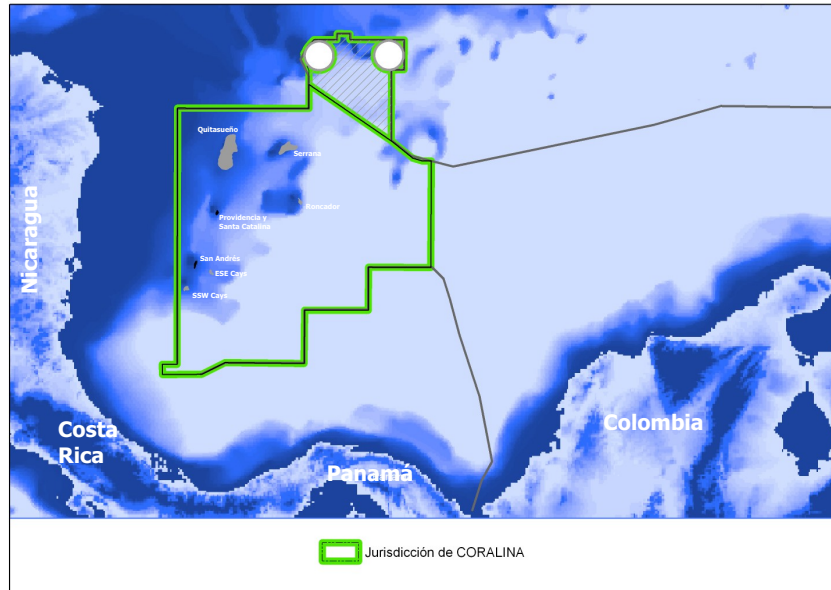 Quitasueño
Serrana
Nicaragua
Roncador
Providencia y
Santa Catalina
San Andrés
ESE Cays
SSW Cays
Costa
Rica
Colombia
Panamá
Jurisdicción de CORALINA